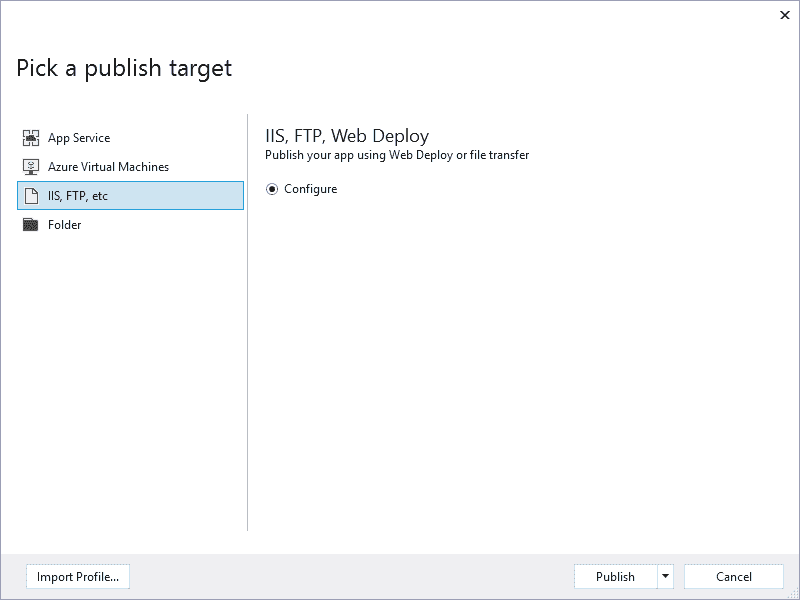 Pick a publish target
App Service
Azure Virtual Machines
IIS, FTP, etc
Folder
IIS, FTP, Web Deploy
Publish your app using Web Deploy or file transfer
Configure
Import Profile...
Publish
Cancel